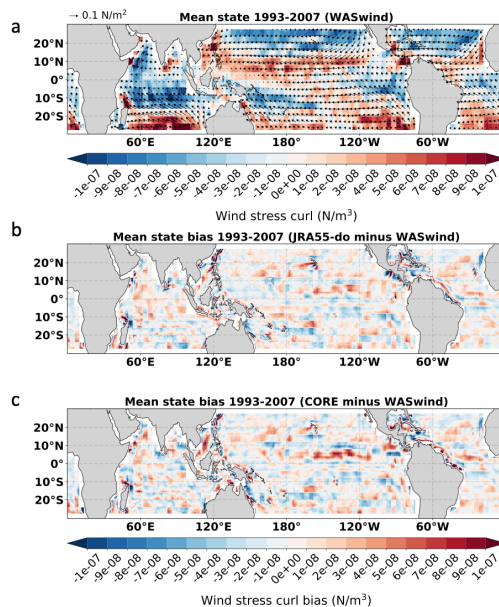 → 0.1 N/m²
Mean state 1993-2007 (WASwind)
a
20°N
10°N
0°
10°S
20°S
60°E 120°E 180° 120°W 60°W
-1e-07 -9e-08 -8e-08 -7e-08 -6e-08 -5e-08 -4e-08 -3e-08 -2e-08 -1e-08 0e+00 1e-08 2e-08 3e-08 4e-08 5e-08 6e-08 7e-08 8e-08 9e-08 1e-07
Wind stress curl (N/m³)
b
Mean state bias 1993-2007 (JRA55-do minus WASwind)
20°N
10°N
0°
10°S
20°S
60°E 120°E 180° 120°W 60°W
c
Mean state bias 1993-2007 (CORE minus WASwind)
20°N
10°N
0°
10°S
20°S
60°E 120°E 180° 120°W 60°W
-1e-07 -9e-08 -8e-08 -7e-08 -6e-08 -5e-08 -4e-08 -3e-08 -2e-08 -1e-08 0e+00 1e-08 2e-08 3e-08 4e-08 5e-08 6e-08 7e-08 8e-08 9e-08 1e-07
Wind stress curl bias (N/m³)